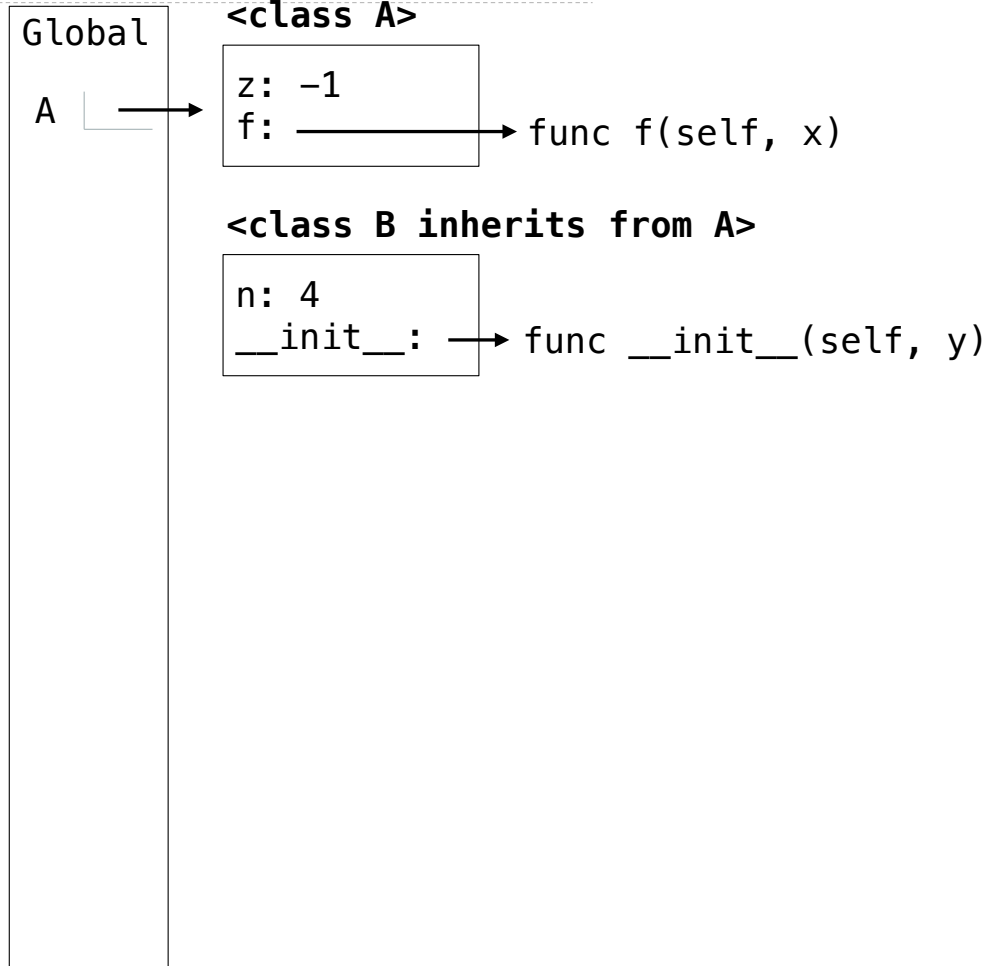 <class A>
Global
z: −1
A
f:
func f(self, x)
<class B inherits from A>
n: 4
__init__:
func __init__(self, y)